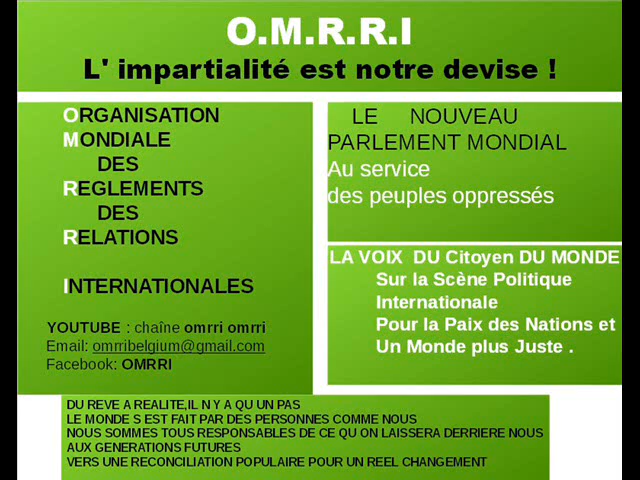 O.M.R.R.I
L' impartialité est notre devise !
ORGANISATION
MONDIALE
DES
REGLEMENTS
DES
RELATIONS
INTERNATIONALES
YOUTUBE : chaîne omrri omrri
Email: omrribelgium@gmail.com
Facebook: OMRRI
LE NOUVEAU
PARLEMENT MONDIAL
Au service
des peuples oppressés
LA VOIX DU Citoyen DU MONDE
Sur la Scène Politique
Internationale
Pour la Paix des Nations et
Un Monde plus Juste .
DU REVE A REALITE,IL N Y A QU UN PAS
LE MONDE S EST FAIT PAR DES PERSONNES COMME NOUS
NOUS SOMMES TOUS RESPONSABLES DE CE QU ON LAISSERA DERRIERE NOUS
AUX GENERATIONS FUTURES
VERS UNE RECONCILIATION POPULAIRE POUR UN REEL CHANGEMENT